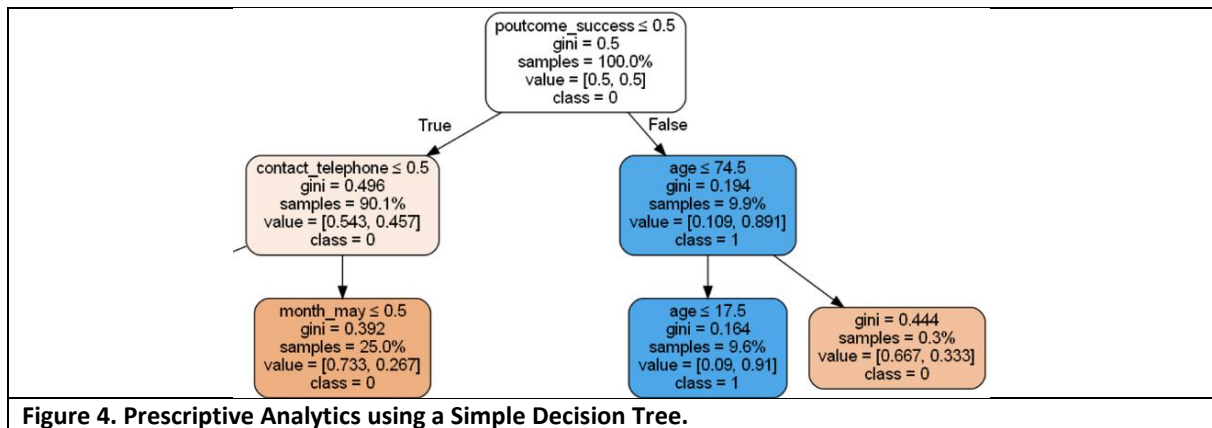 poutcome_success ≤ 0.5
gini = 0.5
samples = 100.0%
value = [0.5, 0.5]
class = 0
True
False
contact_telephone ≤ 0.5
gini = 0.496
samples = 90.1%
value = [0.543, 0.457]
class = 0
age ≤ 74.5
gini = 0.194
samples = 9.9%
value = [0.109, 0.891]
class = 1
month_may ≤ 0.5
gini = 0.392
samples = 25.0%
value = [0.733, 0.267]
class = 0
age ≤ 17.5
gini = 0.164
samples = 9.6%
value = [0.09, 0.91]
class = 1
gini = 0.444
samples = 0.3%
value = [0.667, 0.333]
class = 0
Figure 4. Prescriptive Analytics using a Simple Decision Tree.